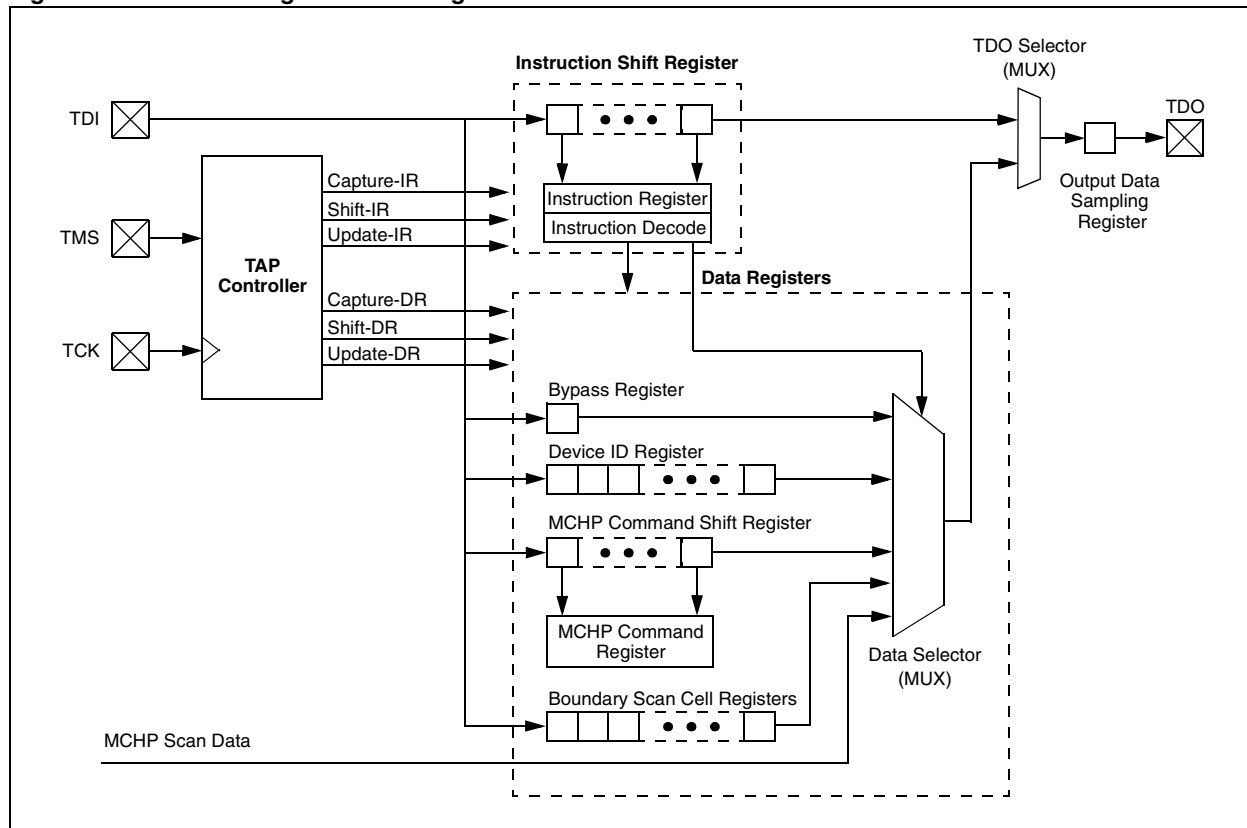 TDO Selector
(MUX)
Instruction Shift Register
TDI
TDO
Capture-IR
Shift-IR
Update-IR
Instruction Register
Instruction Decode
Output Data
Sampling
Register
TMS
TAP
Controller
Data Registers
Capture-DR
Shift-DR
Update-DR
TCK
Bypass Register
Device ID Register
MCHP Command Shift Register
MCHP Command
Register
Data Selector
(MUX)
Boundary Scan Cell Registers
MCHP Scan Data